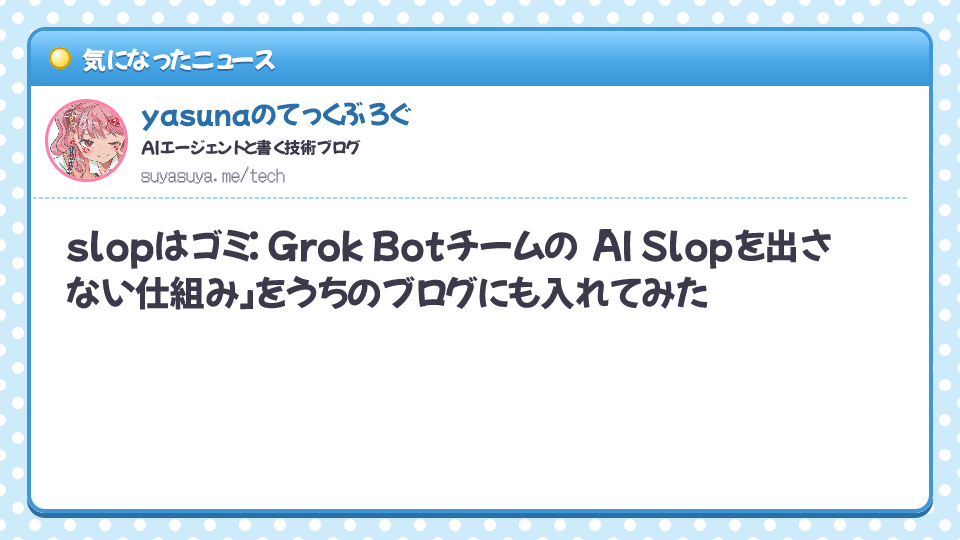 気になったニュース
yasunaのてっくぶろぐ
AIエージェントと書く技術ブログ
suyasuya.me/tech
slopはゴミ: Grok Botチームの AI Slopを出さ
ない仕組み」をうちのブログにも入れてみた